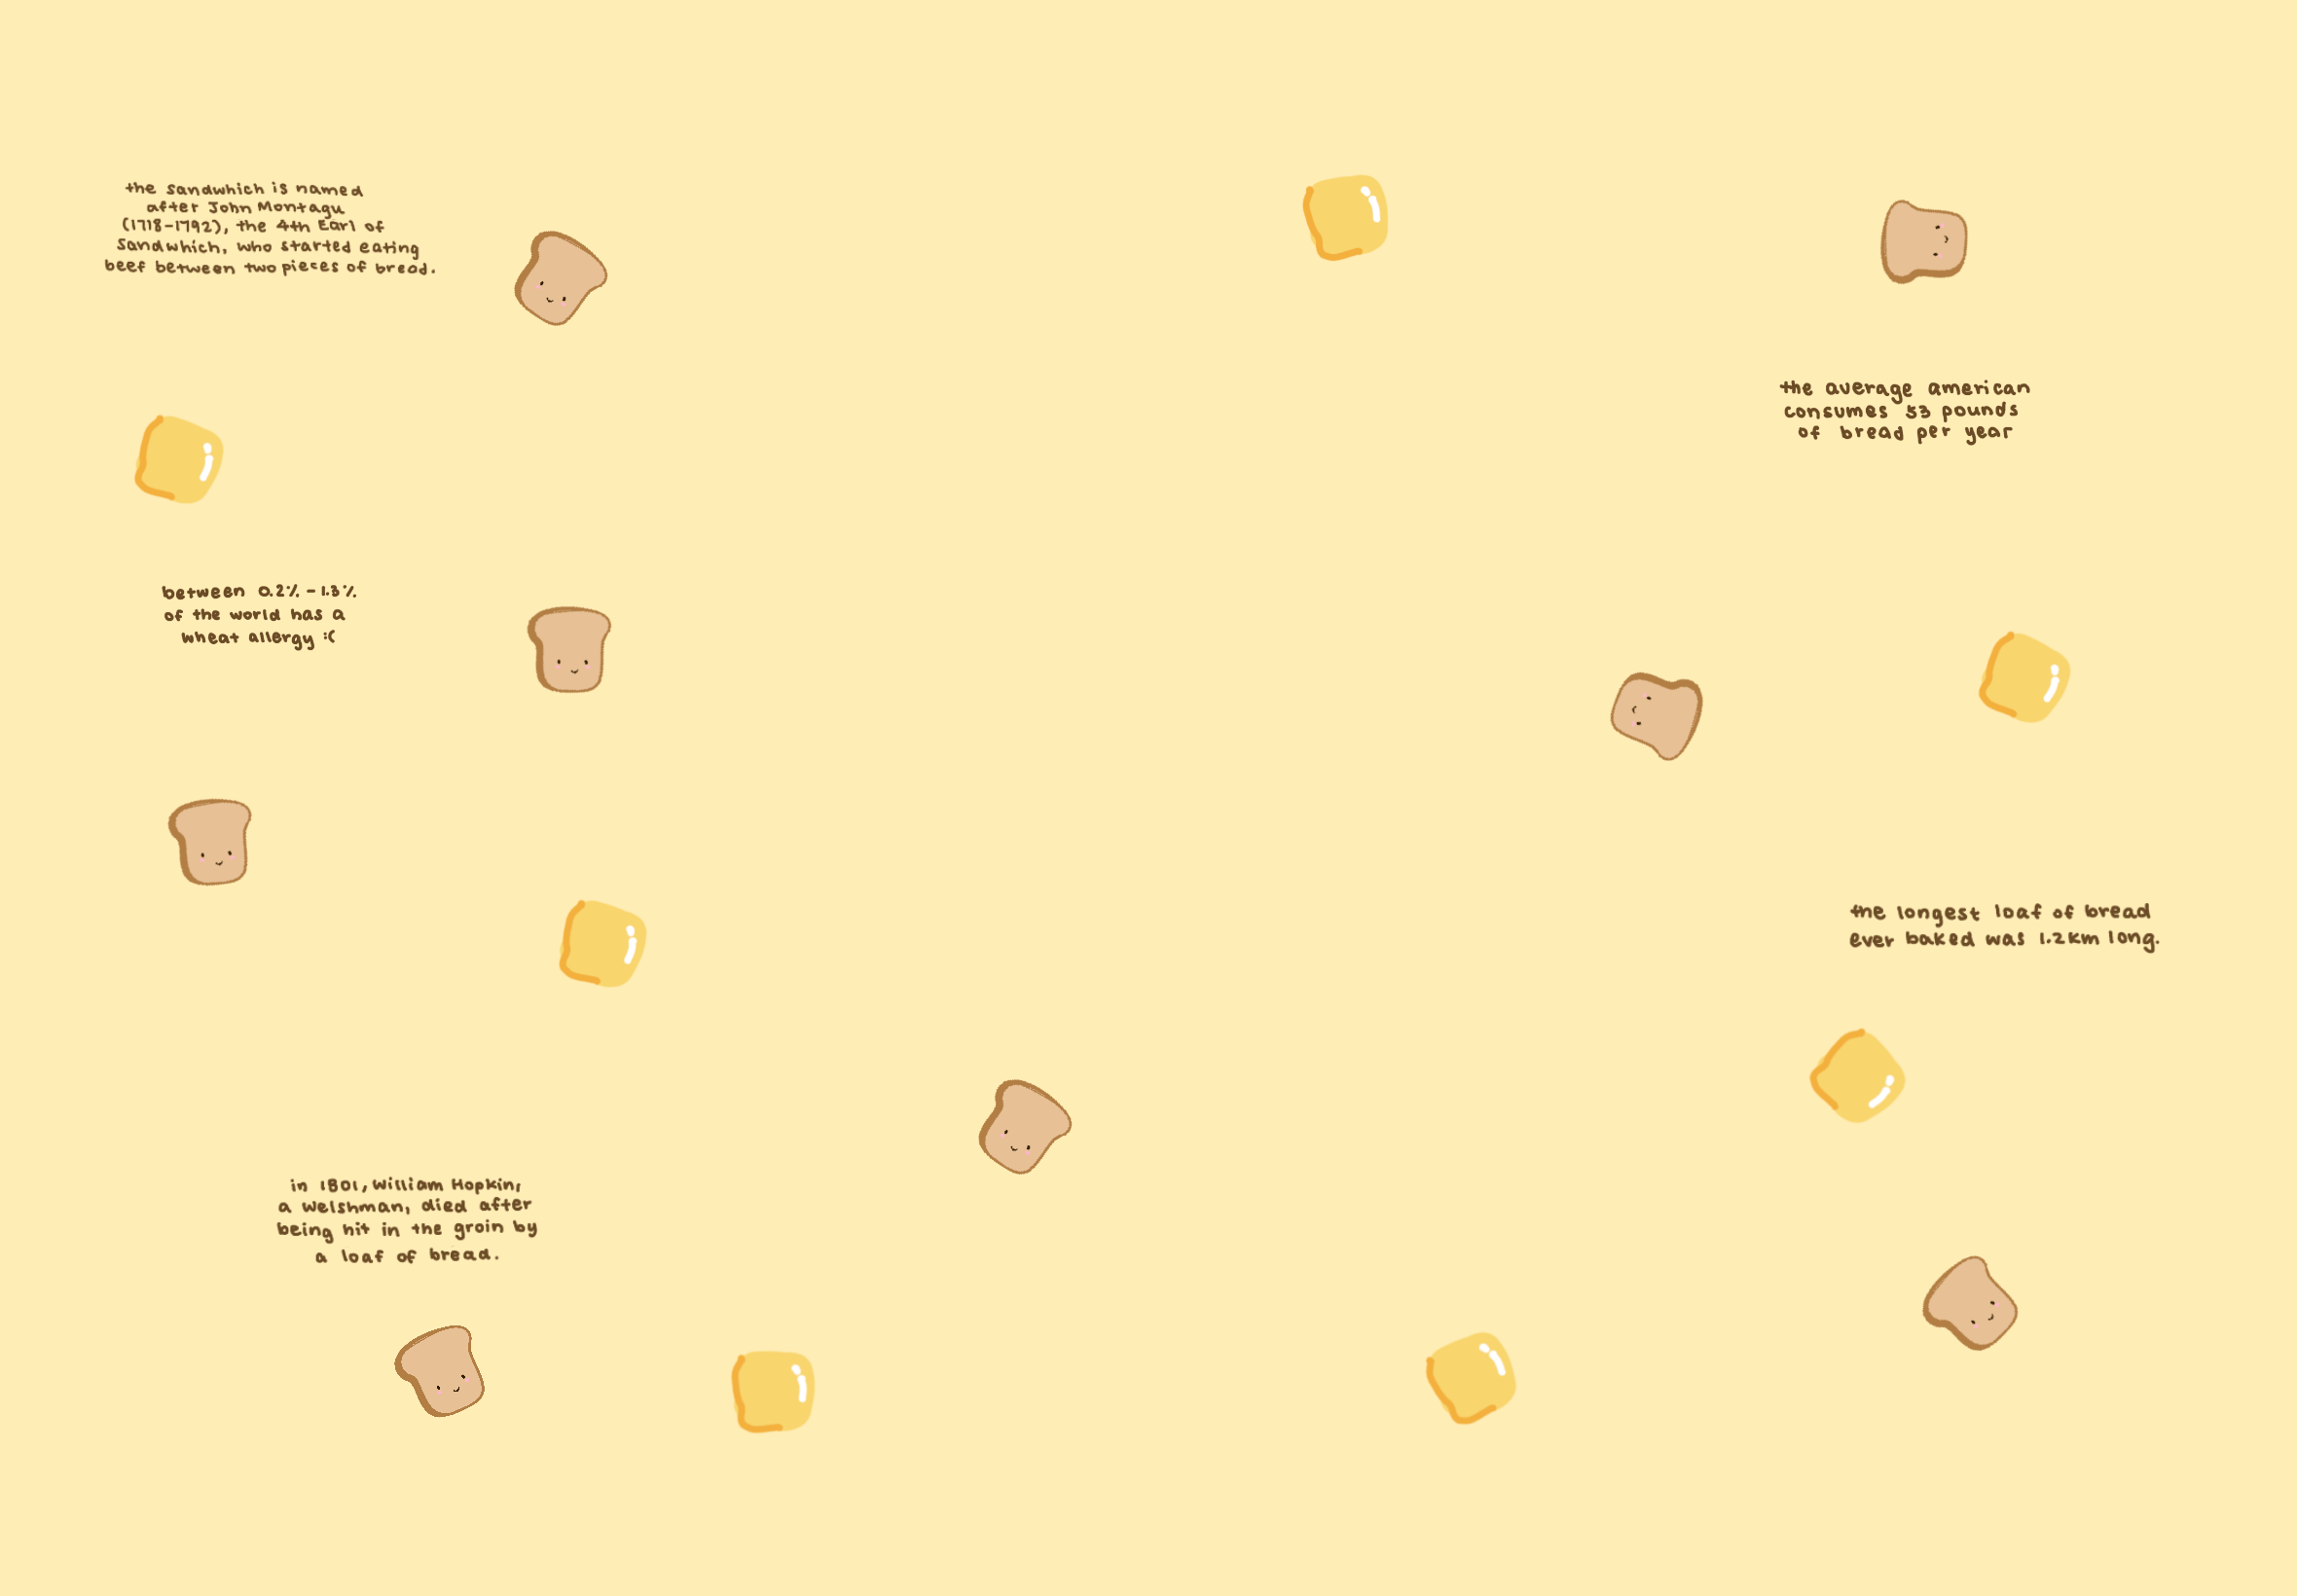 the sandwhich is named
after John Montagu
(1718-1792), the 4th Earl of
Sandwhich, who started eating
beef between two pieces of bread.
the average american
consumes 53 pounds
of bread per year
between 0.2% - 1.3%
of the world has a
wheat allergy :(
the longest loaf of bread
ever baked was 1.2km long.
in 1801, William Hopkin,
a Welshman, died after
being hit in the groin by
a loaf of bread.